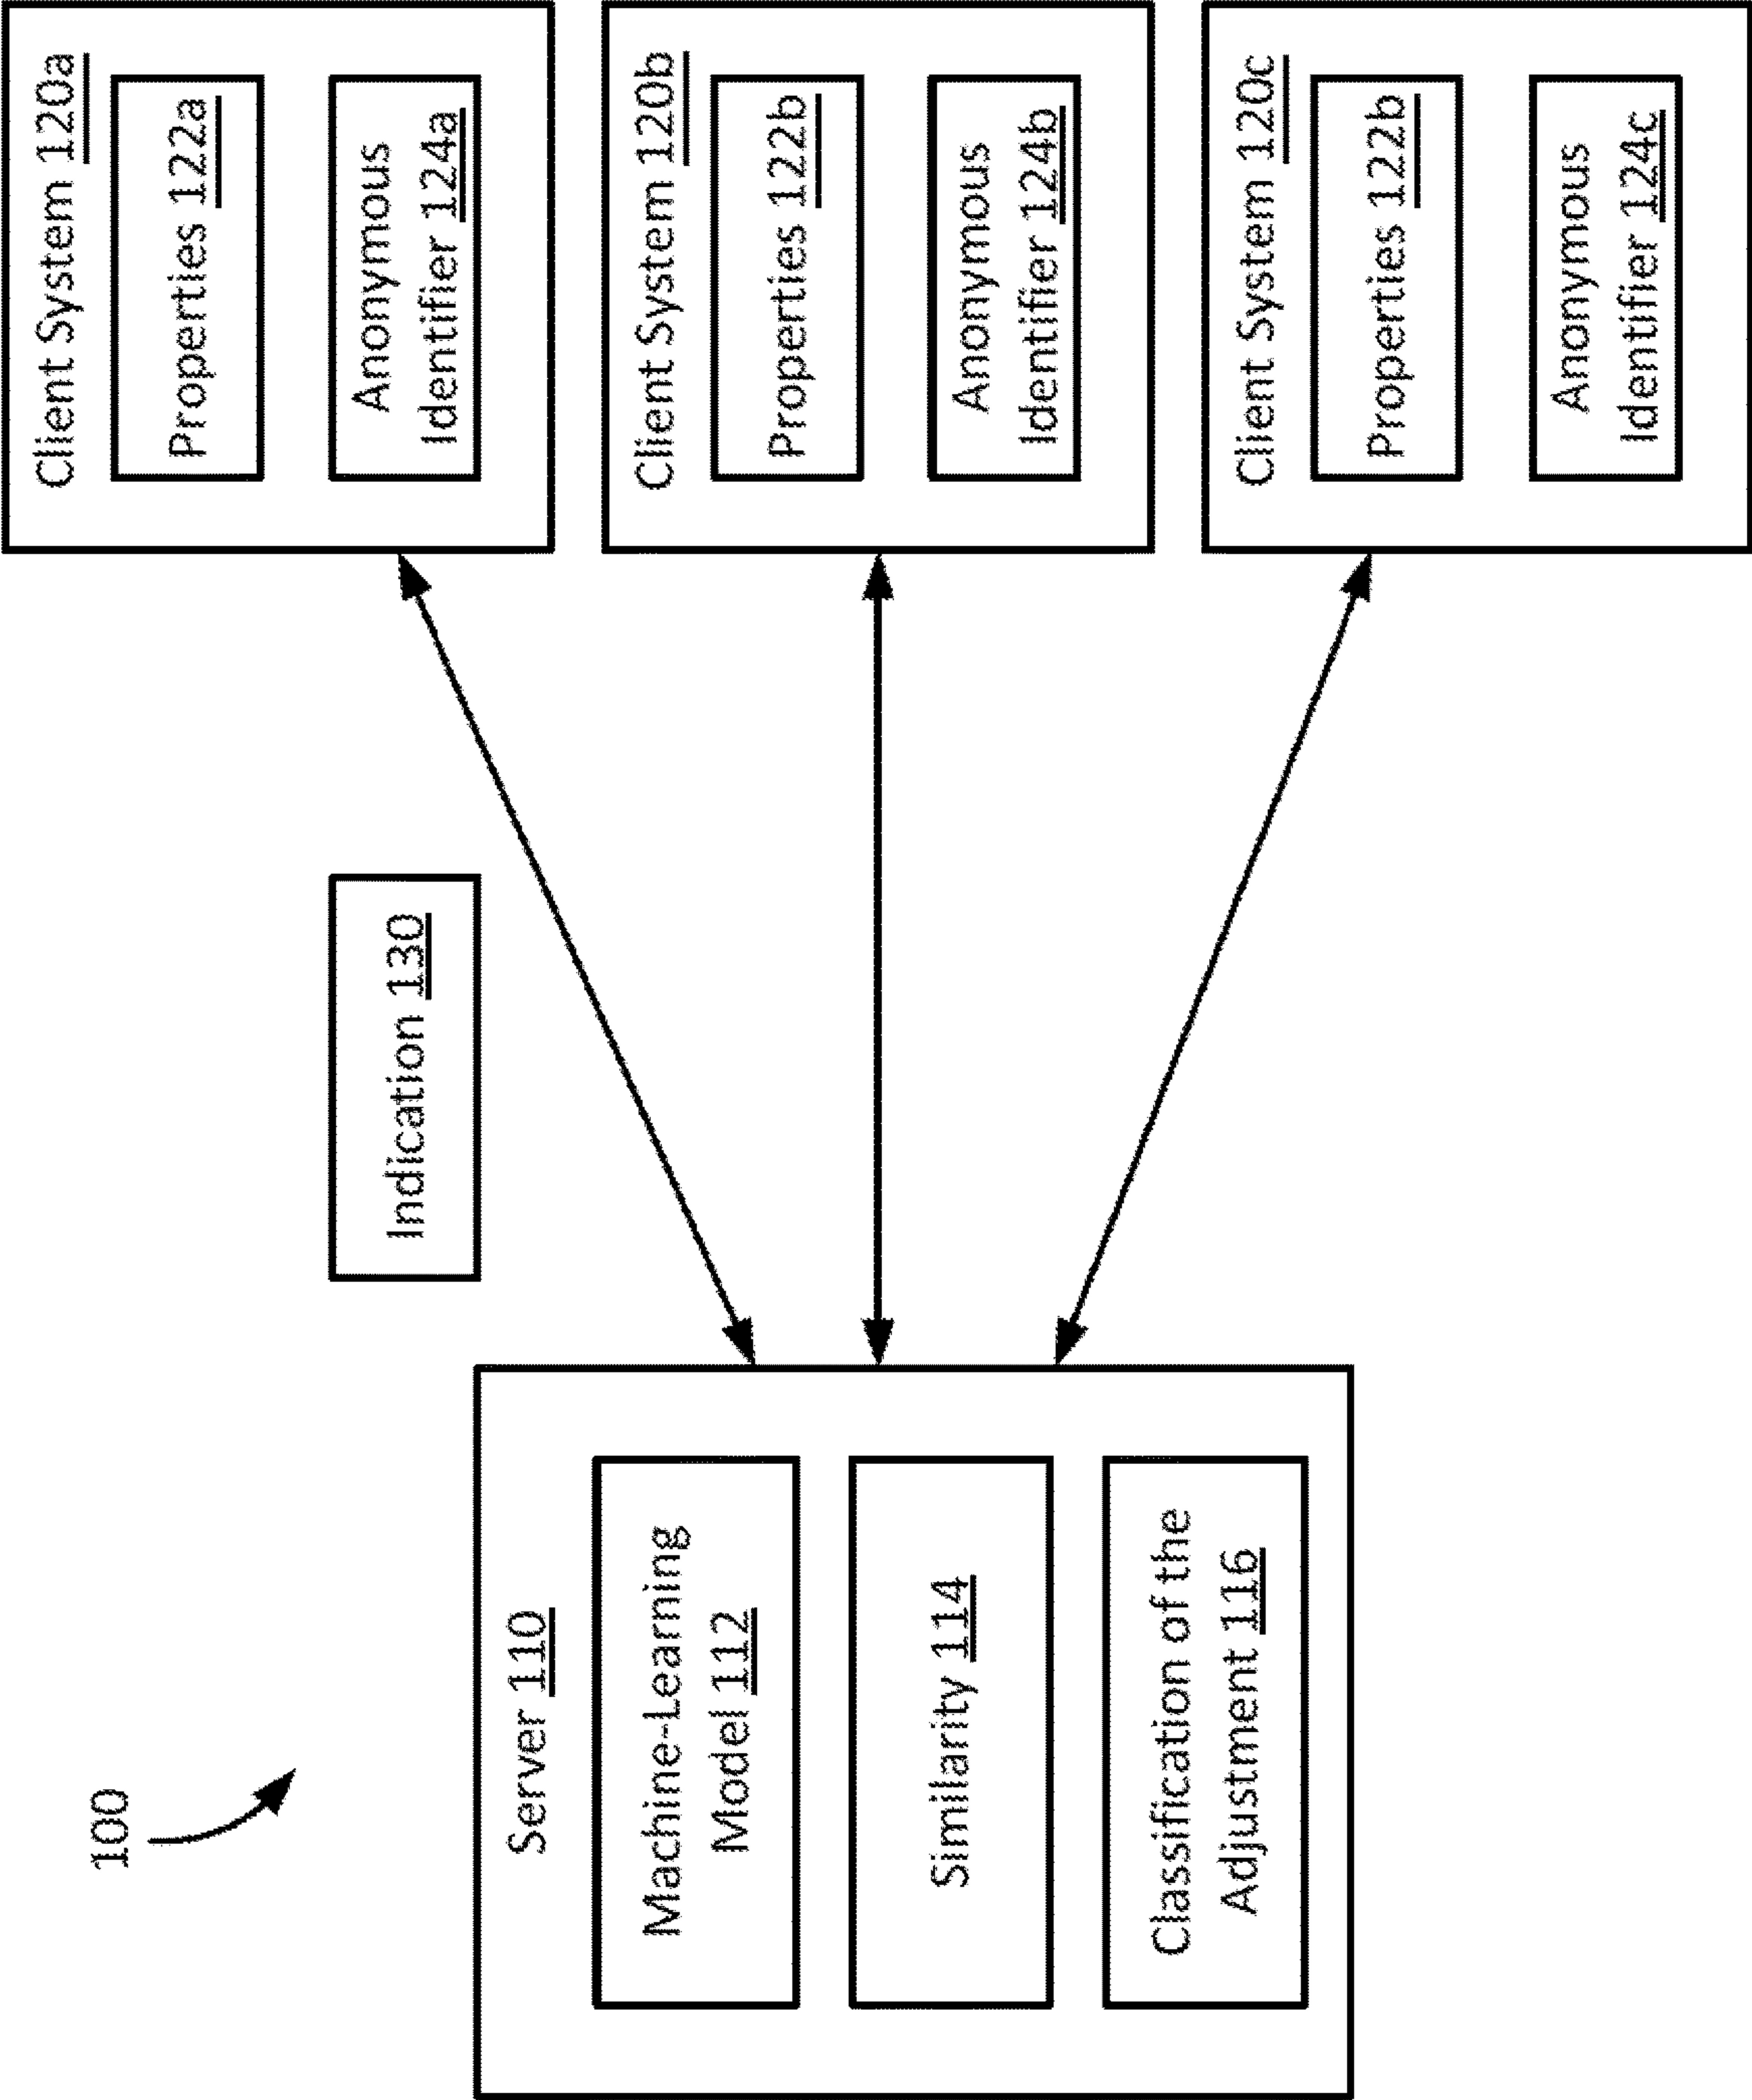 100
Server 110
Machine-Learning
Model 112
Similarity 114
Classification of the
Adjustment 116
Indication 130
Client System 120a
Properties 122a
Anonymous
Identifier 124a
Client System 120b
Properties 122b
Anonymous
Identifier 124b
Client System 120c
Properties 122b
Anonymous
Identifier 124c